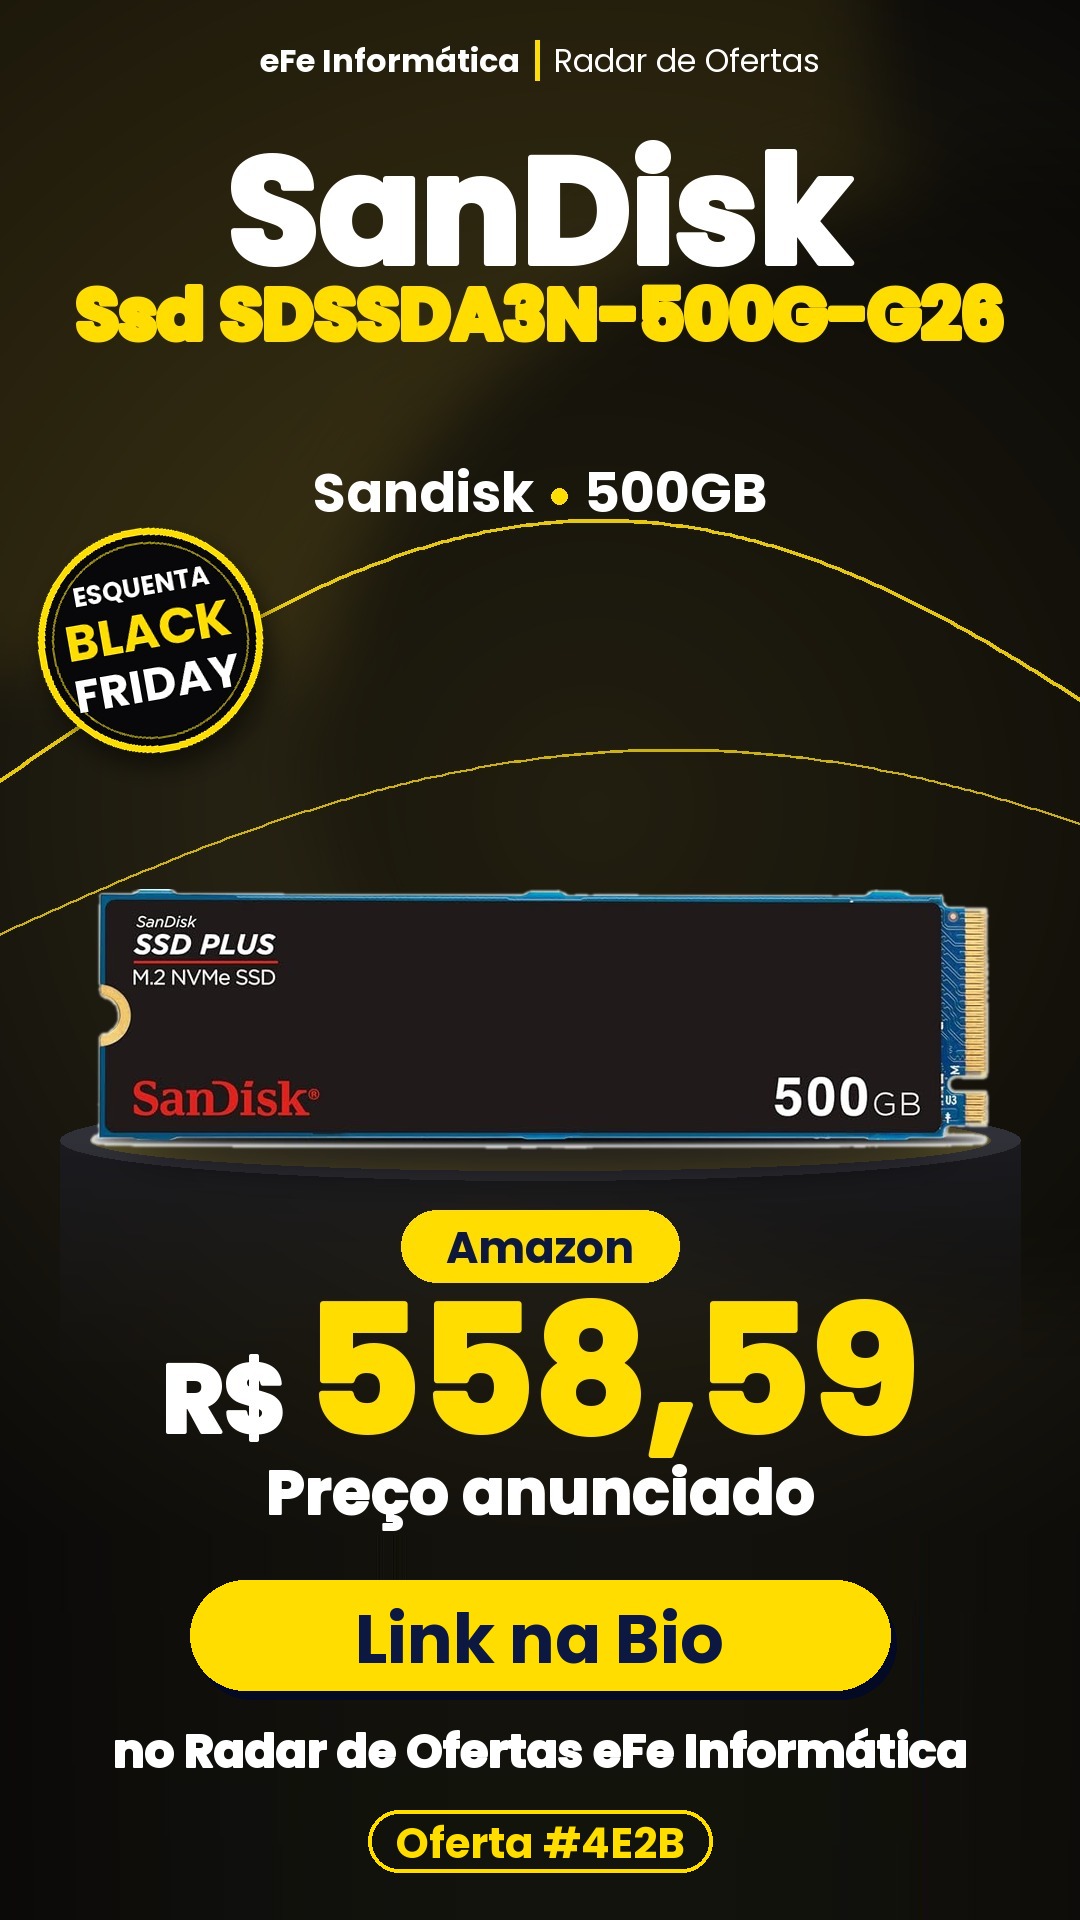 eFe Informática | Radar de Ofertas
SanDisk
Ssd SDSSDA3N-500G-G26
Sandisk • 500GB
ESQUENTA
BLACK
FRIDAY
SanDisk
SSD PLUS
M.2 NVMe SSD
SanDisk®
500GB
M
U3
Amazon
R$ 558,59
Preço anunciado
Link na Bio
no Radar de Ofertas eFe Informática
Oferta #4E2B